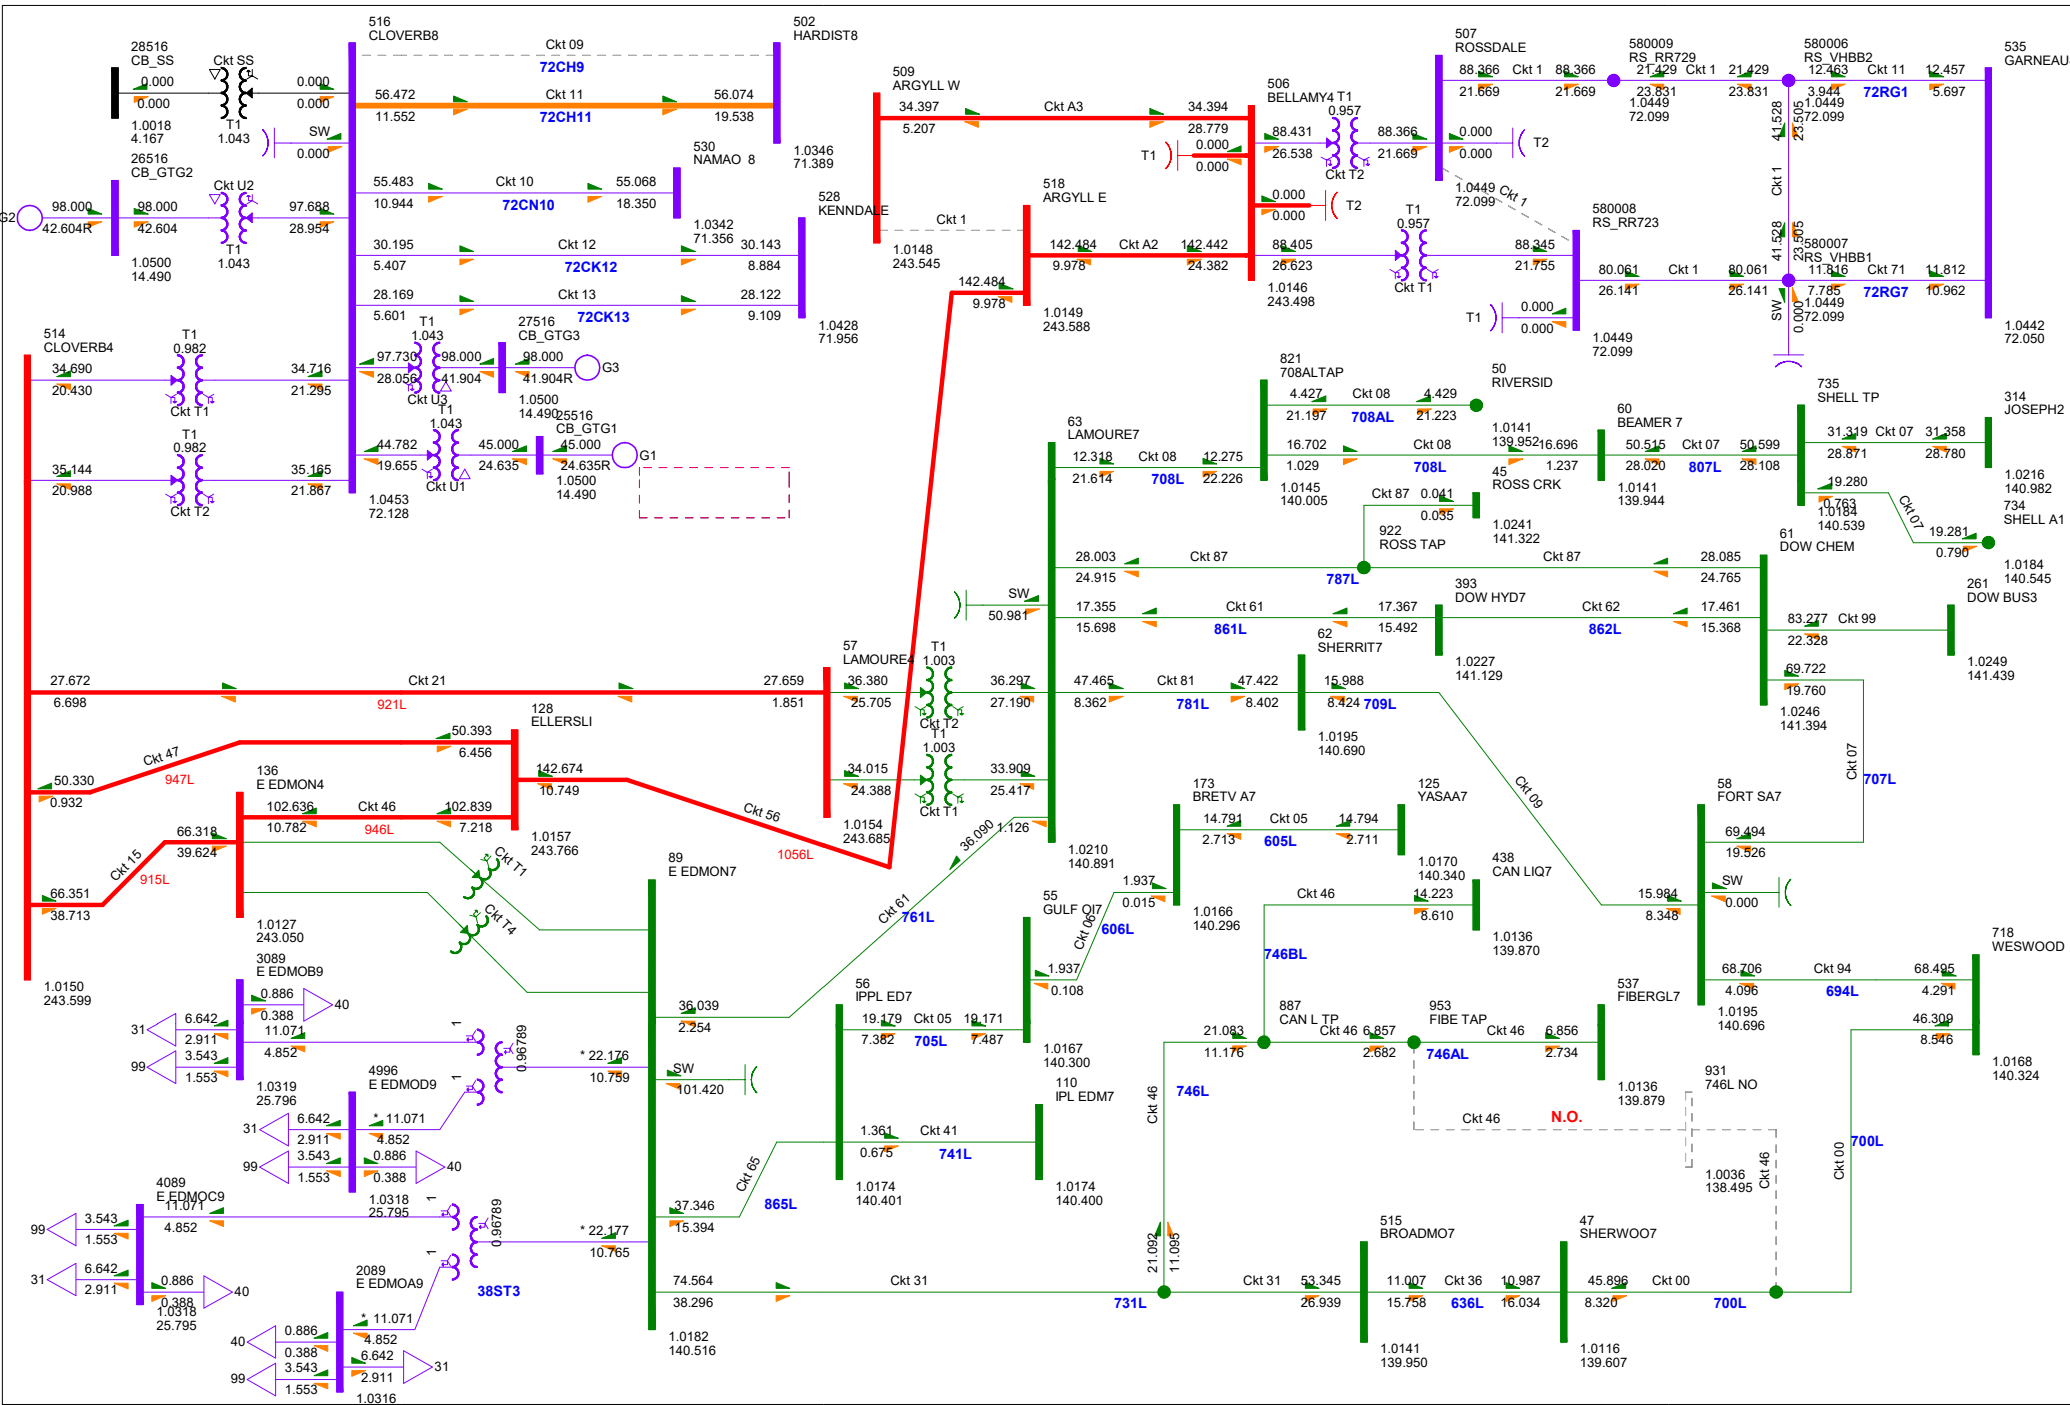 516
CLOVERB8
502
HARDIST8
28516
CB_SS
0.000
0.000
1.0018
4.167
Ckt SS
T1
1.043
0.000
0.000
SW
0.000
Ckt 09
72CH9
56.472
11.552
Ckt 11
72CH11
56.074
19.538
1.0346
71.389
26516
CB_GTG2
G2
98.000
42.604R
98.000
42.604
Ckt U2
T1
1.043
97.688
28.954
1.0500
14.490
530
NAMAO 8
55.483
10.944
Ckt 10
72CN10
55.068
18.350
1.0342
71.356
528
KENNDALE
30.195
5.407
Ckt 12
72CK12
30.143
8.884
28.169
5.601
Ckt 13
72CK13
28.122
9.109
1.0428
71.956
514
CLOVERB4
34.690
20.430
T1
0.982
Ckt T1
34.716
21.295
35.144
20.988
T1
0.982
Ckt T2
35.165
21.867
97.730
28.056
T1
1.043
Ckt U3
98.000
41.904
27516
CB_GTG3
98.000
41.904R
G3
1.0500
14.490
44.782
19.655
T1
1.043
Ckt U1
45.000
24.635
25516
CB_GTG1
45.000
24.635R
G1
1.0500
14.490
1.0453
72.128
509
ARGYLL W
34.397
5.207
Ckt A3
34.394
28.779
T1
0.000
0.000
0.000
0.000
T2
506
BELLAMY4
88.431
26.538
T1
0.957
Ckt T2
88.366
21.669
518
ARGYLL E
Ckt 1
1.0148
243.545
142.484
9.978
142.484
9.978
Ckt A2
142.442
24.382
1.0149
243.588
88.405
26.623
T1
0.957
Ckt T1
88.345
21.755
1.0146
243.498
507
ROSSDALE
88.366
21.669
Ckt 1
88.366
21.669
0.000
0.000
T2
1.0449
72.099
Ckt 1
580009
RS_RR729
21.429
23.831
Ckt 1
21.429
23.831
1.0449
72.099
580006
RS_VHBB2
12.463
3.944
Ckt 11
72RG1
12.457
5.697
1.0449
72.099
535
GARNEAU
41.528
23.505
Ckt 1
41.528
23.505
580008
RS_RR723
80.061
26.141
Ckt 1
80.061
26.141
T1
0.000
0.000
1.0449
72.099
580007
RS_VHBB1
11.816
7.785
Ckt 71
72RG7
11.812
10.962
1.0449
72.099
SW
0.000
1.0442
72.050
821
708ALTAP
4.427
21.197
Ckt 08
708AL
4.429
21.223
50
RIVERSID
1.0141
139.952
16.702
1.029
Ckt 08
708L
16.696
1.237
1.0145
140.005
63
LAMOURE7
12.318
21.614
Ckt 08
708L
12.275
22.226
60
BEAMER 7
50.515
28.020
Ckt 07
807L
50.599
28.108
1.0141
139.944
735
SHELL TP
31.319
28.871
Ckt 07
31.358
28.780
314
JOSEPH2
1.0216
140.982
19.280
0.763
1.0184
140.539
Ckt 07
19.281
0.790
734
SHELL A1
1.0184
140.545
45
ROSS CRK
Ckt 87
0.041
0.035
1.0241
141.322
922
ROSS TAP
28.003
24.915
Ckt 87
787L
Ckt 87
28.085
24.765
61
DOW CHEM
17.355
15.698
Ckt 61
861L
17.367
15.492
393
DOW HYD7
Ckt 62
862L
17.461
15.368
1.0227
141.129
83.277
22.328
Ckt 99
261
DOW BUS3
1.0249
141.439
69.722
19.760
1.0246
141.394
Ckt 07
707L
SW
50.981
27.672
6.698
Ckt 21
921L
27.659
1.851
57
LAMOURE4
36.380
25.705
T1
1.003
Ckt T2
36.297
27.190
34.015
24.388
T1
1.003
Ckt T1
33.909
25.417
1.0154
243.685
47.465
8.362
Ckt 81
781L
47.422
8.402
62
SHERRIT7
15.988
8.424
709L
1.0195
140.690
Ckt 09
1.0210
140.891
36.090
1.126
Ckt 61
761L
50.330
0.932
Ckt 47
947L
50.393
6.456
128
ELLERSLI
142.674
10.749
Ckt 56
1056L
1.0157
243.766
136
E EDMON4
102.636
10.782
Ckt 46
946L
102.839
7.218
66.351
38.713
Ckt 15
915L
66.318
39.624
1.0127
243.050
Ckt T1
Ckt T4
1.0150
243.599
89
E EDMON7
36.039
2.254
SW
101.420
37.346
15.394
Ckt 65
865L
74.564
38.296
Ckt 31
731L
1.0182
140.516
173
BRETV A7
14.791
2.713
Ckt 05
605L
14.794
2.711
125
YASAA7
1.0170
140.340
1.937
0.015
1.0166
140.296
Ckt 06
606L
55
GULF OI7
1.937
0.108
1.0167
140.300
56
IPPL ED7
19.179
7.382
Ckt 05
705L
19.171
7.487
110
IPL EDM7
1.361
0.675
Ckt 41
741L
1.0174
140.401
1.0174
140.400
438
CAN LIQ7
Ckt 46
14.223
8.610
746BL
1.0136
139.870
58
FORT SA7
69.494
19.526
SW
0.000
15.984
8.348
68.706
4.096
Ckt 94
694L
68.495
4.291
1.0195
140.696
718
WESWOOD
46.309
8.546
1.0168
140.324
887
CAN L TP
21.083
11.176
Ckt 46
6.857
2.682
953
FIBE TAP
746AL
Ckt 46
6.856
2.734
537
FIBERGL7
1.0136
139.879
746L
Ckt 46
21.092
11.095
Ckt 46
N.O.
931
746L NO
1.0036
138.495
Ckt 46
Ckt 00
700L
Ckt 31
53.345
26.939
515
BROADMO7
11.007
15.758
Ckt 36
636L
10.987
16.034
47
SHERWOO7
45.896
8.320
Ckt 00
700L
1.0141
139.950
1.0116
139.607
3089
E EDMOB9
0.886
0.388
40
31
6.642
2.911
11.071
4.852
99
3.543
1.553
1.0319
25.796
1
1
0.96789
* 22.176
10.759
4996
E EDMOD9
31
6.642
2.911
* 11.071
4.852
99
3.543
1.553
0.886
0.388
40
1.0318
25.795
4089
E EDMOC9
11.071
4.852
99
3.543
1.553
31
6.642
2.911
0.886
0.388
40
1.0318
25.795
1
1
0.96789
* 22.177
10.765
38ST3
2089
E EDMOA9
* 11.071
4.852
40
0.886
0.388
6.642
2.911
31
99
3.543
1.553
1.0316